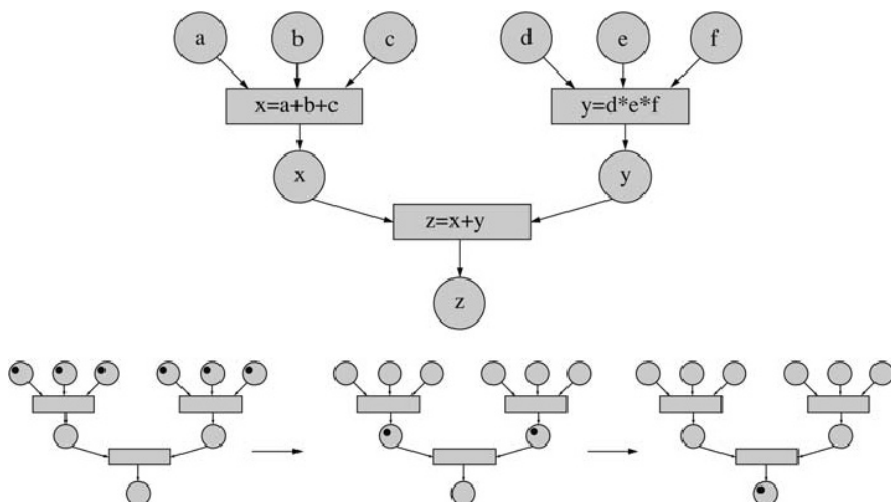 a b c d e f
x=a+b+c y=d*e*f
x y
z=x+y
z